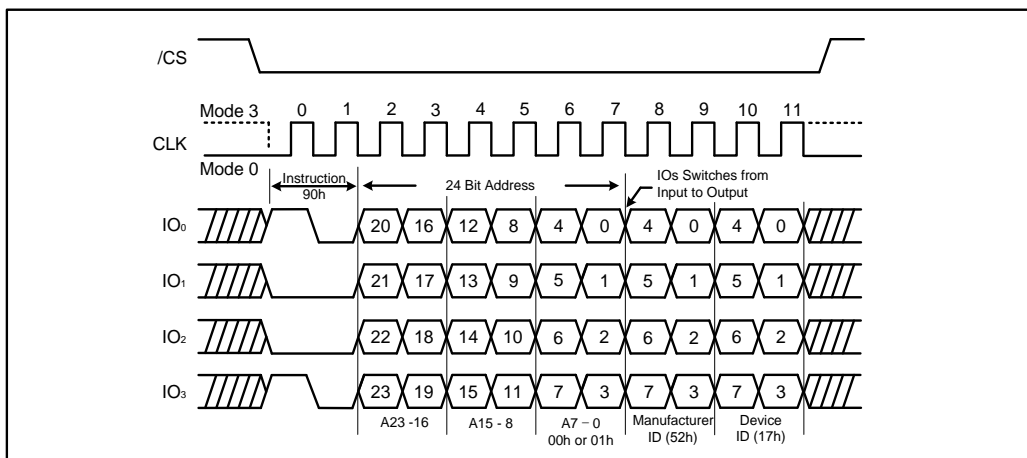 /CS
Mode 3 0 1 2 3 4 5 6 7 8 9 10 11
CLK
Mode 0
Instruction
90h
24 Bit Address
IOs Switches from
Input to Output
IO₀ 20 16 12 8 4 0 4 0 4 0
IO₁ 21 17 13 9 5 1 5 1 5 1
IO₂ 22 18 14 10 6 2 6 2 6 2
IO₃ 23 19 15 11 7 3 7 3 7 3
A23 -16 A15 - 8 A7 – 0 Manufacturer Device
00h or 01h ID (52h) ID (17h)